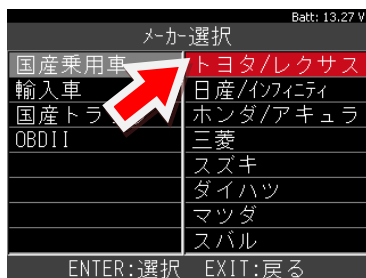 Batt: 13.27 V
メーカー選択
国産乗用車
トヨタ/レクサス
輸入車
日産/インフィニティ
国産トラ
ホンダ/アキュラ
OBDII
三菱
スズキ
ダイハツ
マツダ
スバル
ENTER:選択 EXIT:戻る